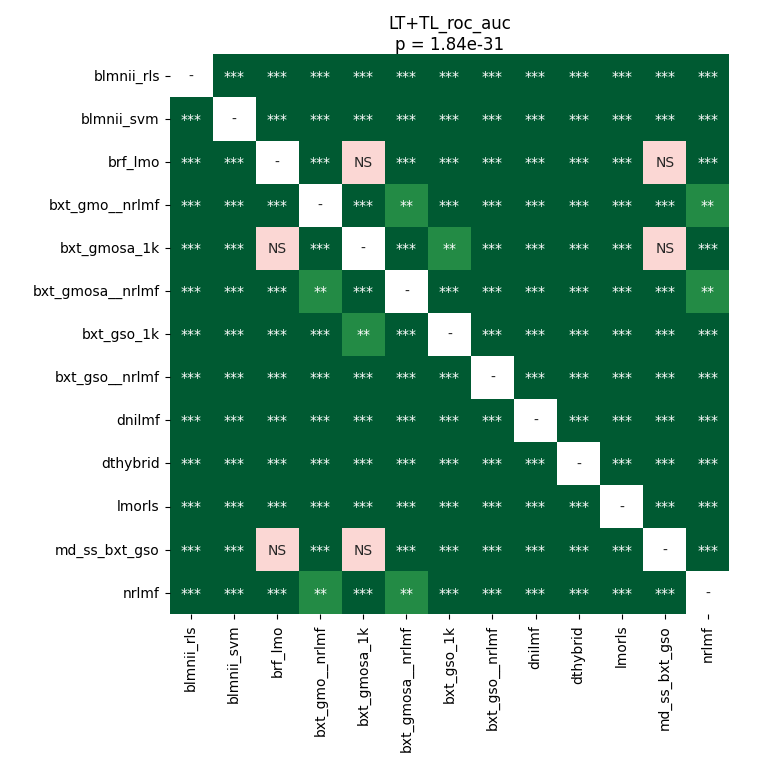 LT+TL_roc_auc
p = 1.84e-31
blmnii_rls - *** *** *** *** *** *** *** *** *** *** *** ***
blmnii_svm *** - *** *** *** *** *** *** *** *** *** *** ***
brf_lmo *** *** - *** NS *** *** *** *** *** *** NS ***
bxt_gmo__nrlmf *** *** *** - *** ** *** *** *** *** *** *** **
bxt_gmosa_1k *** *** NS *** - *** ** *** *** *** *** NS ***
bxt_gmosa__nrlmf *** *** *** ** *** - *** *** *** *** *** *** **
bxt_gso_1k *** *** *** *** ** *** - *** *** *** *** *** ***
bxt_gso__nrlmf *** *** *** *** *** *** *** - *** *** *** *** ***
dnilmf *** *** *** *** *** *** *** *** - *** *** *** ***
dthybrid *** *** *** *** *** *** *** *** *** - *** *** ***
lmorls *** *** *** *** *** *** *** *** *** *** - *** ***
md_ss_bxt_gso *** *** NS *** NS *** *** *** *** *** *** - ***
nrlmf *** *** *** ** *** ** *** *** *** *** *** *** -
blmnii_rls
blmnii_svm
brf_lmo
bxt_gmo__nrlmf
bxt_gmosa_1k
bxt_gmosa__nrlmf
bxt_gso_1k
bxt_gso__nrlmf
dnilmf
dthybrid
lmorls
md_ss_bxt_gso
nrlmf